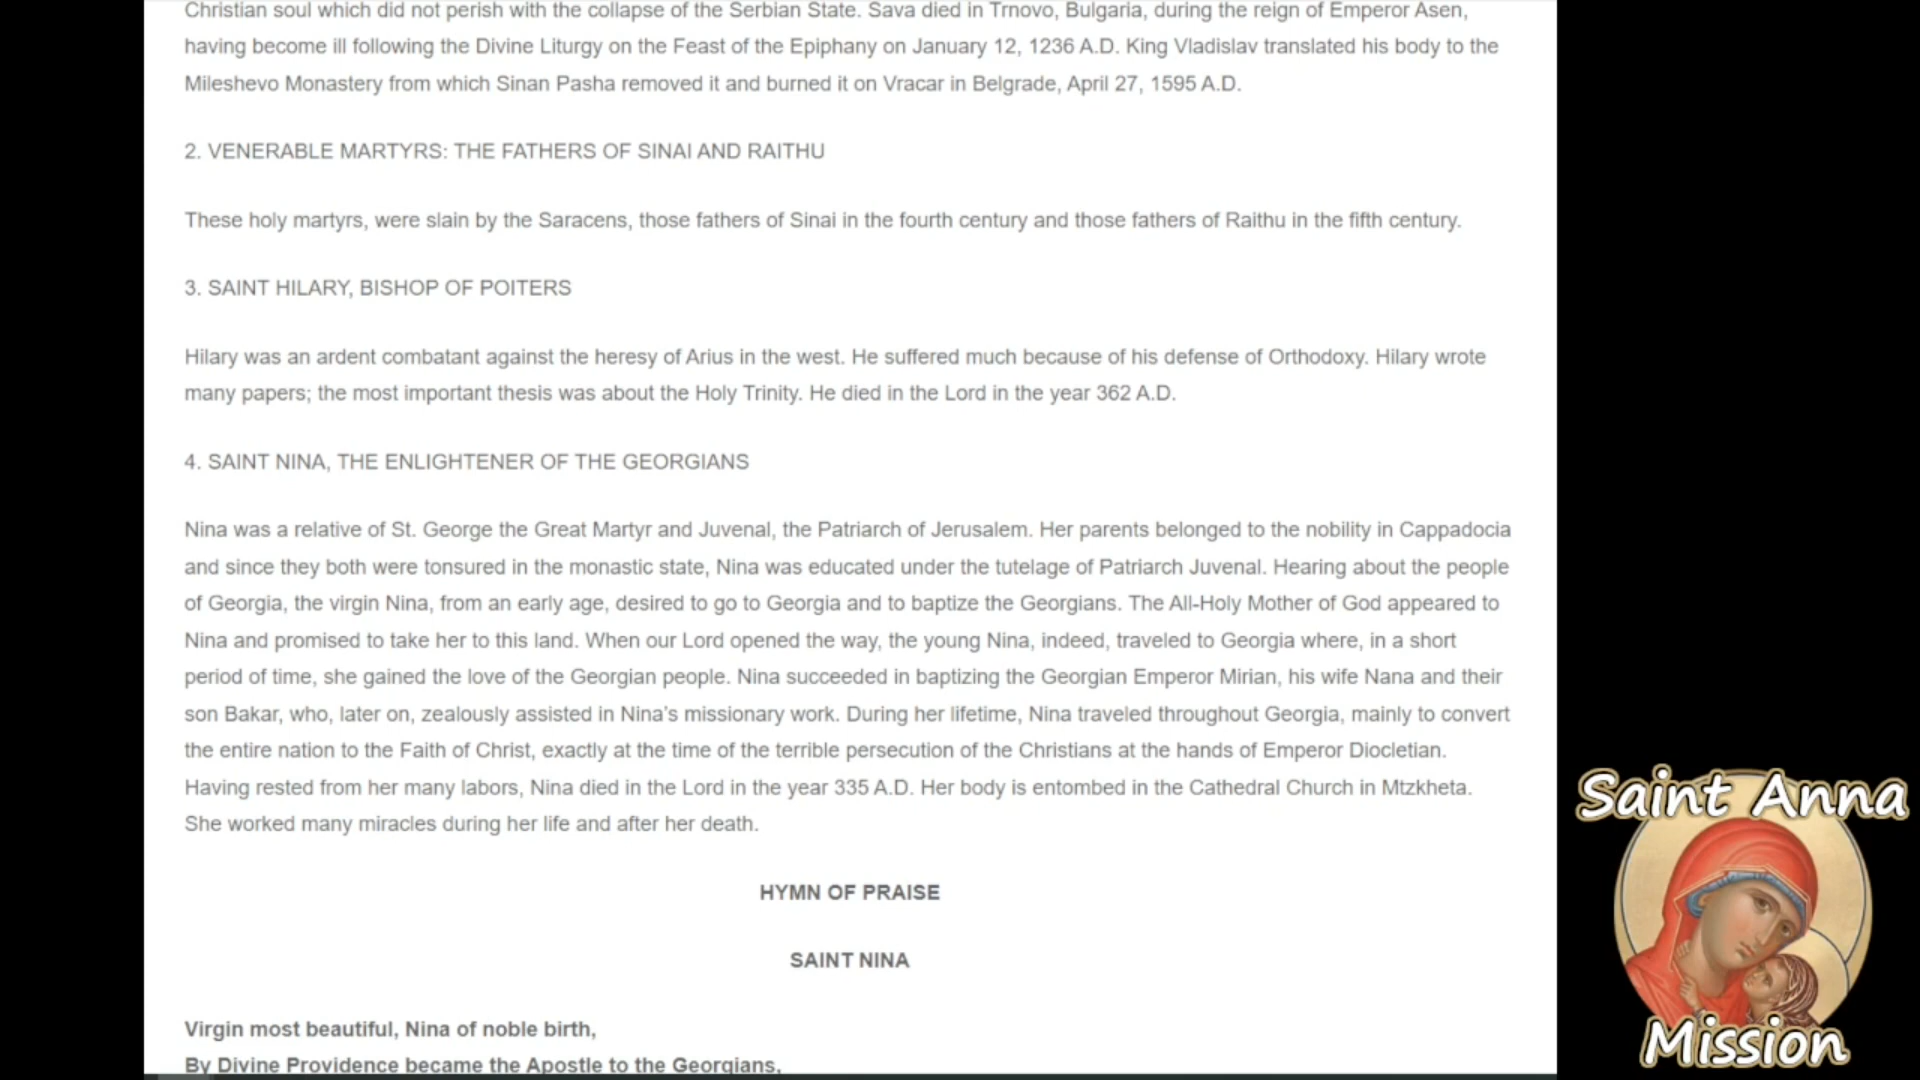 Christian soul which did not perish with the collapse of the Serbian State. Sava died in Trnovo, Bulgaria, during the reign of Emperor Asen,
having become ill following the Divine Liturgy on the Feast of the Epiphany on January 12, 1236 A.D. King Vladislav translated his body to the
Mileshevo Monastery from which Sinan Pasha removed it and burned it on Vracar in Belgrade, April 27, 1595 A.D.
2. VENERABLE MARTYRS: THE FATHERS OF SINAI AND RAITHU
These holy martyrs, were slain by the Saracens, those fathers of Sinai in the fourth century and those fathers of Raithu in the fifth century.
3. SAINT HILARY, BISHOP OF POITERS
Hilary was an ardent combatant against the heresy of Arius in the west. He suffered much because of his defense of Orthodoxy. Hilary wrote
many papers; the most important thesis was about the Holy Trinity. He died in the Lord in the year 362 A.D.
4. SAINT NINA, THE ENLIGHTENER OF THE GEORGIANS
Nina was a relative of St. George the Great Martyr and Juvenal, the Patriarch of Jerusalem. Her parents belonged to the nobility in Cappadocia
and since they both were tonsured in the monastic state, Nina was educated under the tutelage of Patriarch Juvenal. Hearing about the people
of Georgia, the virgin Nina, from an early age, desired to go to Georgia and to baptize the Georgians. The All-Holy Mother of God appeared to
Nina and promised to take her to this land. When our Lord opened the way, the young Nina, indeed, traveled to Georgia where, in a short
period of time, she gained the love of the Georgian people. Nina succeeded in baptizing the Georgian Emperor Mirian, his wife Nana and their
son Bakar, who, later on, zealously assisted in Nina's missionary work. During her lifetime, Nina traveled throughout Georgia, mainly to convert
the entire nation to the Faith of Christ, exactly at the time of the terrible persecution of the Christians at the hands of Emperor Diocletian.
Having rested from her many labors, Nina died in the Lord in the year 335 A.D. Her body is entombed in the Cathedral Church in Mtzkheta.
She worked many miracles during her life and after her death.
HYMN OF PRAISE
SAINT NINA
Virgin most beautiful, Nina of noble birth,
By Divine Providence became the Apostle to the Georgians,
Saint Anna
Mission